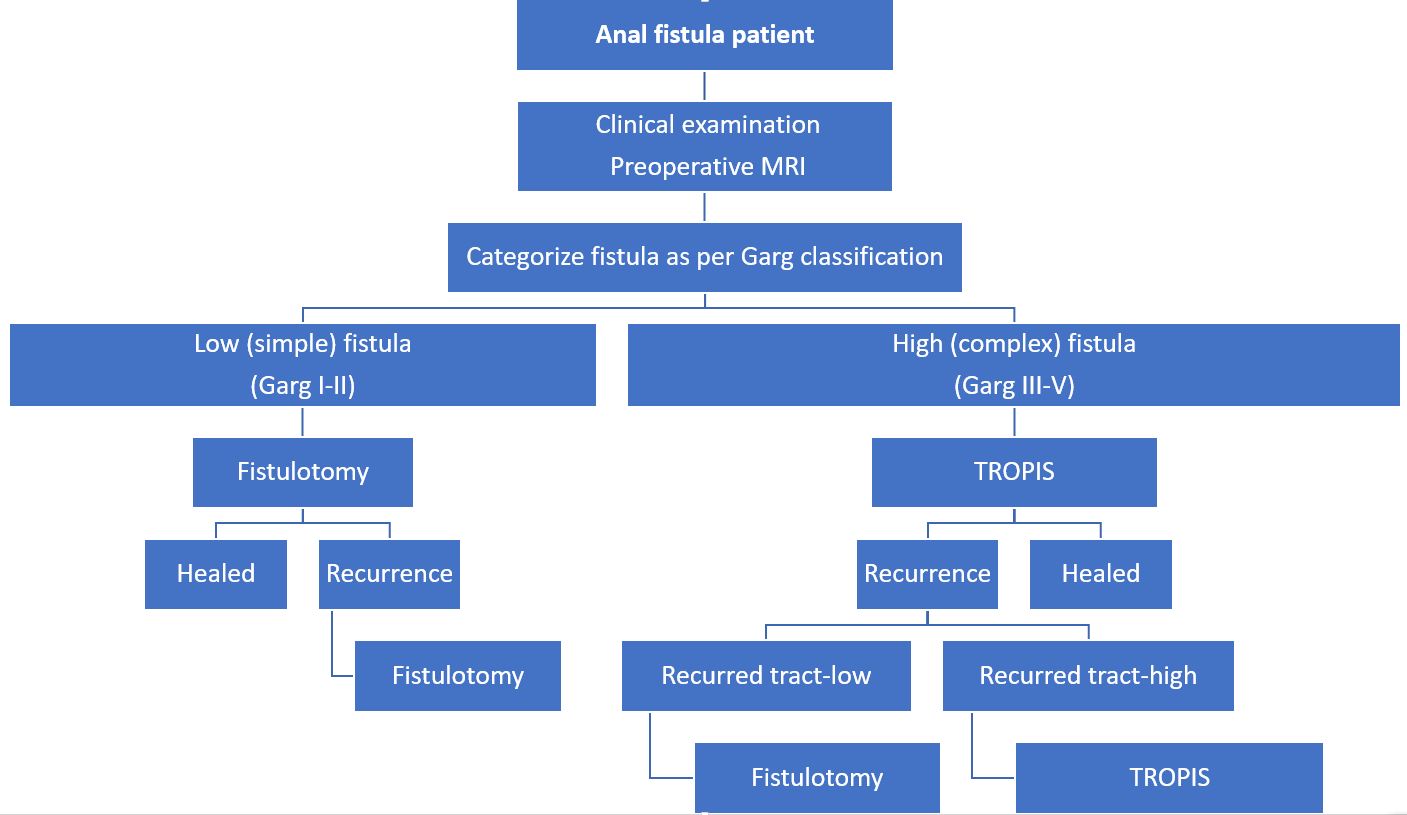 Anal fistula patient
Clinical examination
Preoperative MRI
Categorize fistula as per Garg classification
Low (simple) fistula
(Garg I-II)
High (complex) fistula
(Garg III-V)
Fistulotomy
TROPIS
Healed
Recurrence
Recurrence
Healed
Fistulotomy
Recurred tract-low
Recurred tract-high
Fistulotomy
TROPIS